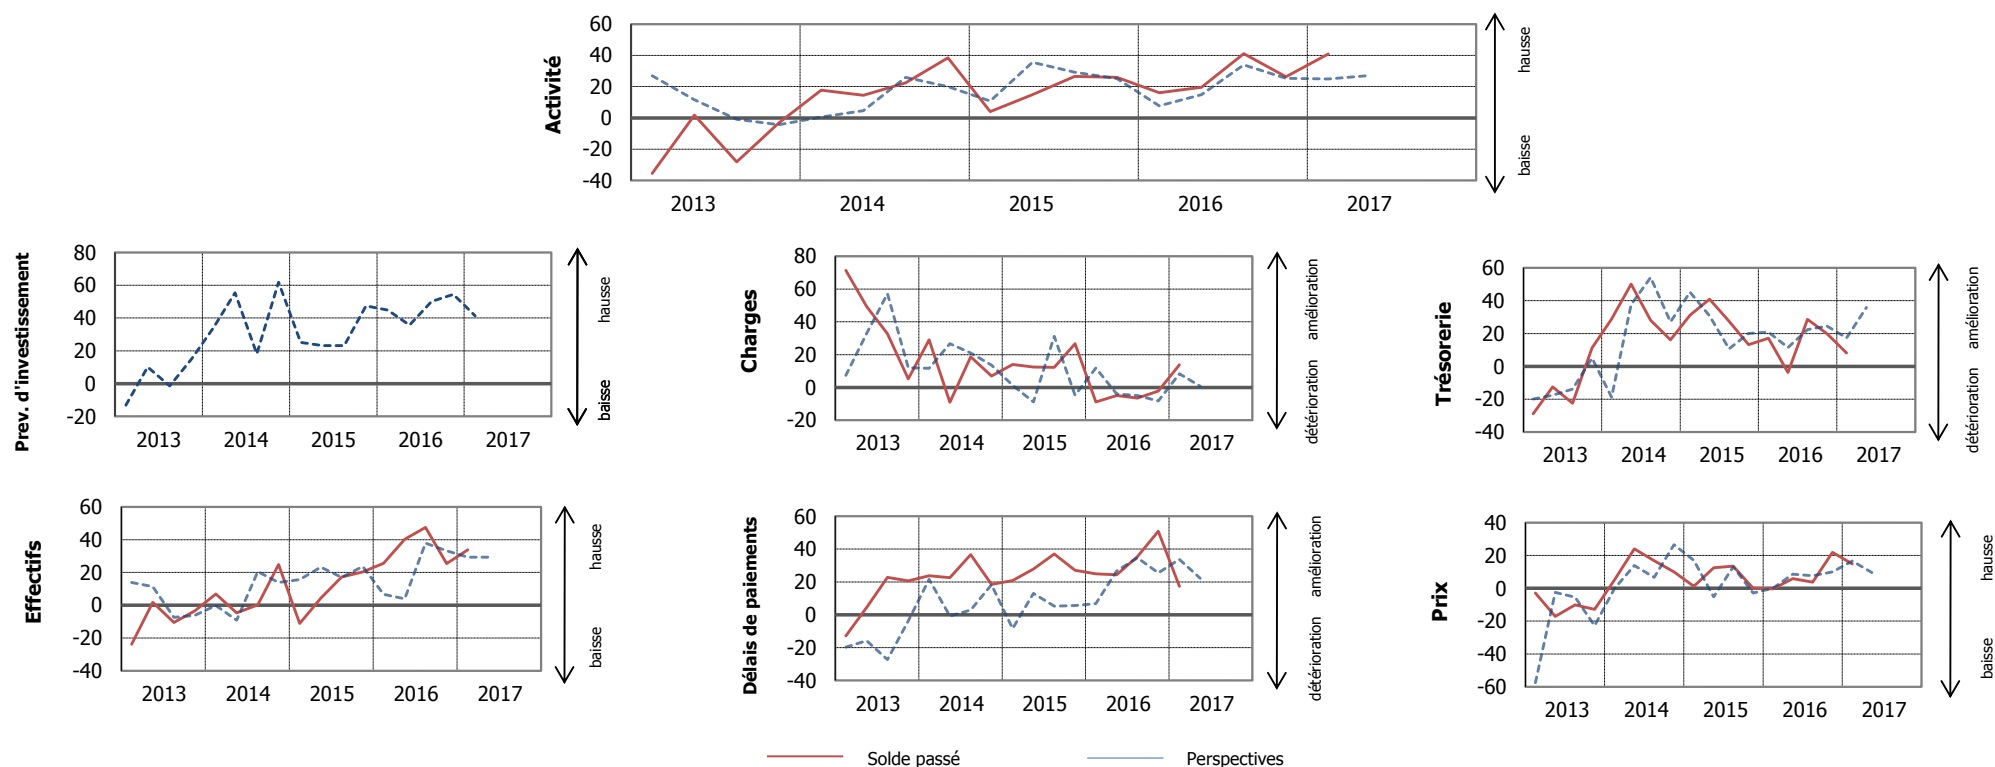 Activité
60
40
20
0
-20
-40
2013 2014 2015 2016 2017
hausse
baisse
Prev. d'investissement
80
60
40
20
0
-20
2013 2014 2015 2016 2017
hausse
baisse
Charges
80
60
40
20
0
-20
2013 2014 2015 2016 2017
amélioration
détérioration
Trésorerie
60
40
20
0
-20
-40
2013 2014 2015 2016 2017
amélioration
détérioration
Effectifs
60
40
20
0
-20
-40
2013 2014 2015 2016 2017
hausse
baisse
Délais de paiements
60
40
20
0
-20
-40
2013 2014 2015 2016 2017
amélioration
détérioration
Prix
40
20
0
-20
-40
-60
2013 2014 2015 2016 2017
hausse
baisse
Solde passé Perspectives